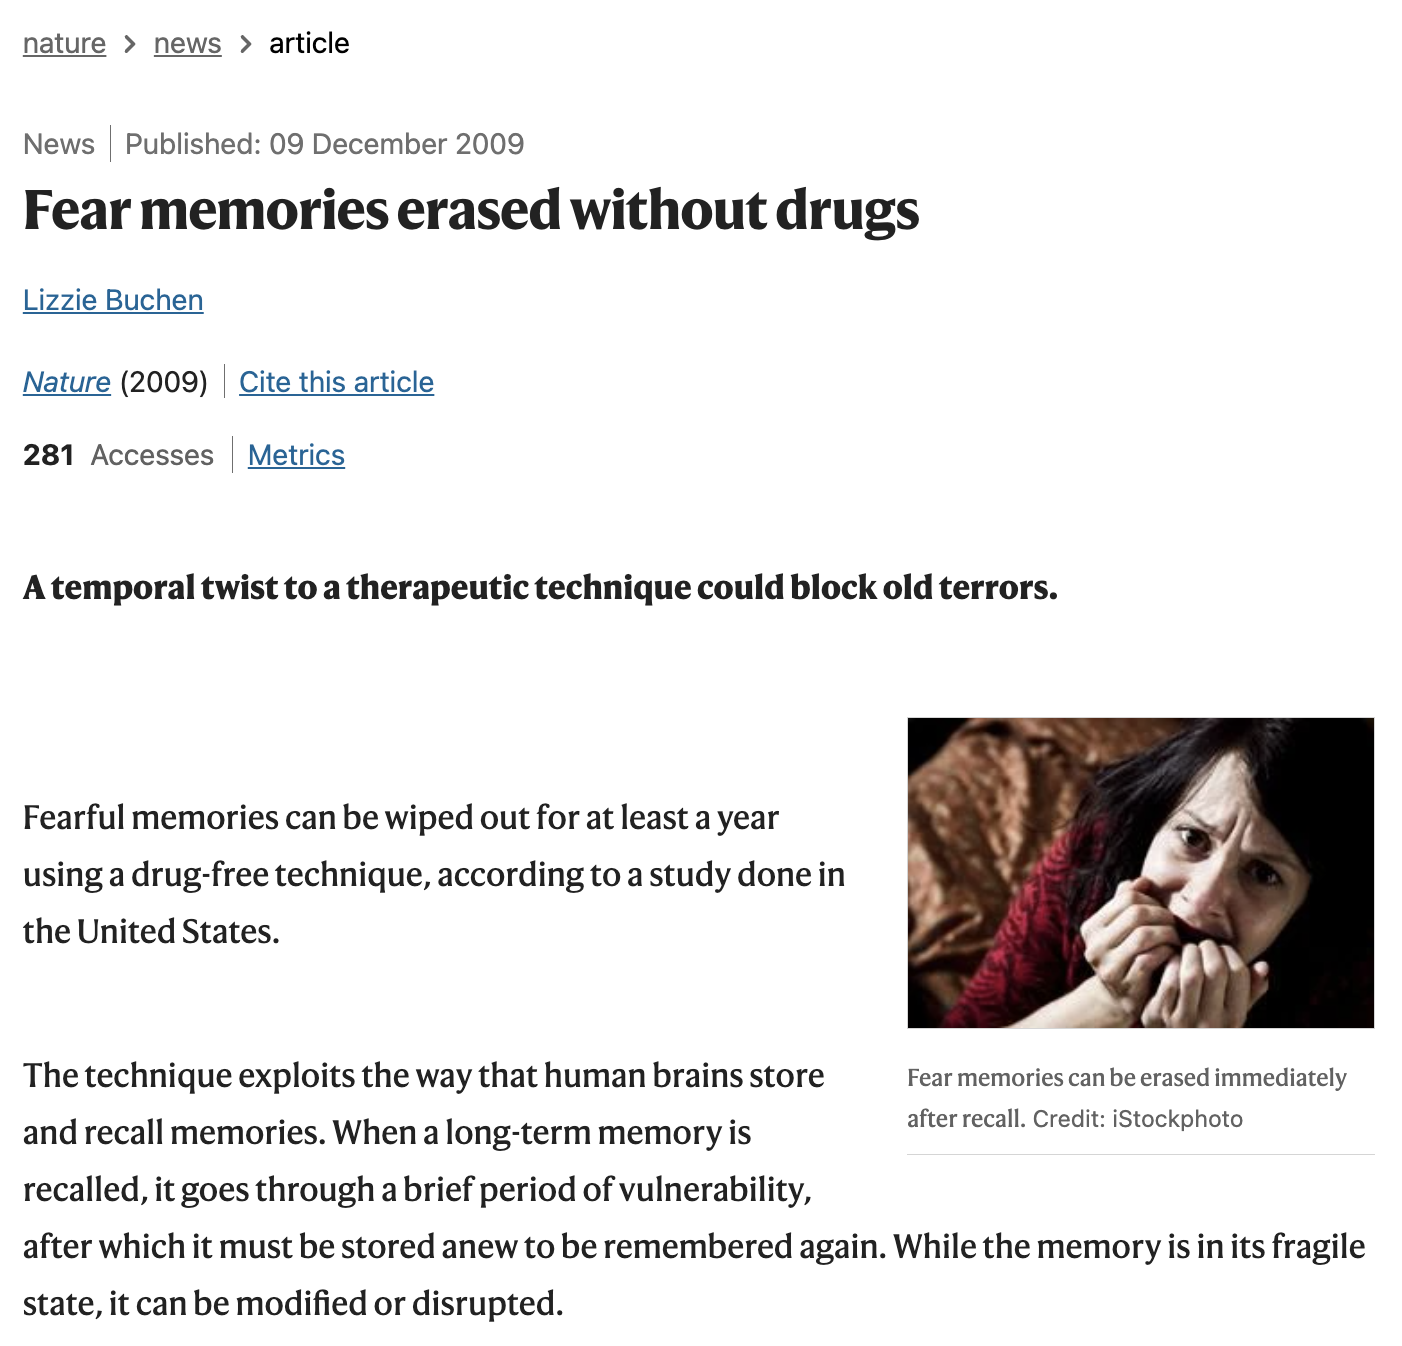 nature > news > article
News | Published: 09 December 2009
Fear memories erased without drugs
Lizzie Buchen
Nature (2009) | Cite this article
281 Accesses | Metrics
A temporal twist to a therapeutic technique could block old terrors.
Fearful memories can be wiped out for at least a year
using a drug-free technique, according to a study done in
the United States.
Fear memories can be erased immediately
after recall. Credit: iStockphoto
The technique exploits the way that human brains store
and recall memories. When a long-term memory is
recalled, it goes through a brief period of vulnerability,
after which it must be stored anew to be remembered again. While the memory is in its fragile
state, it can be modified or disrupted.